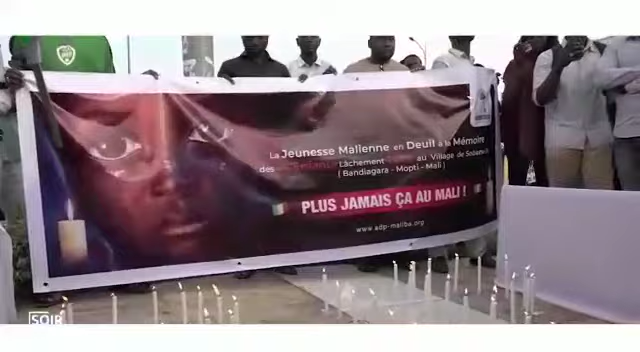 La Jeunesse Malienne en Deuil à la Mémoire
des Lâchement au Village de
( Bandiagara - Mopti - Mali )
PLUS JAMAIS ÇA AU MALI !
www.adp-maliba.org
SOIR